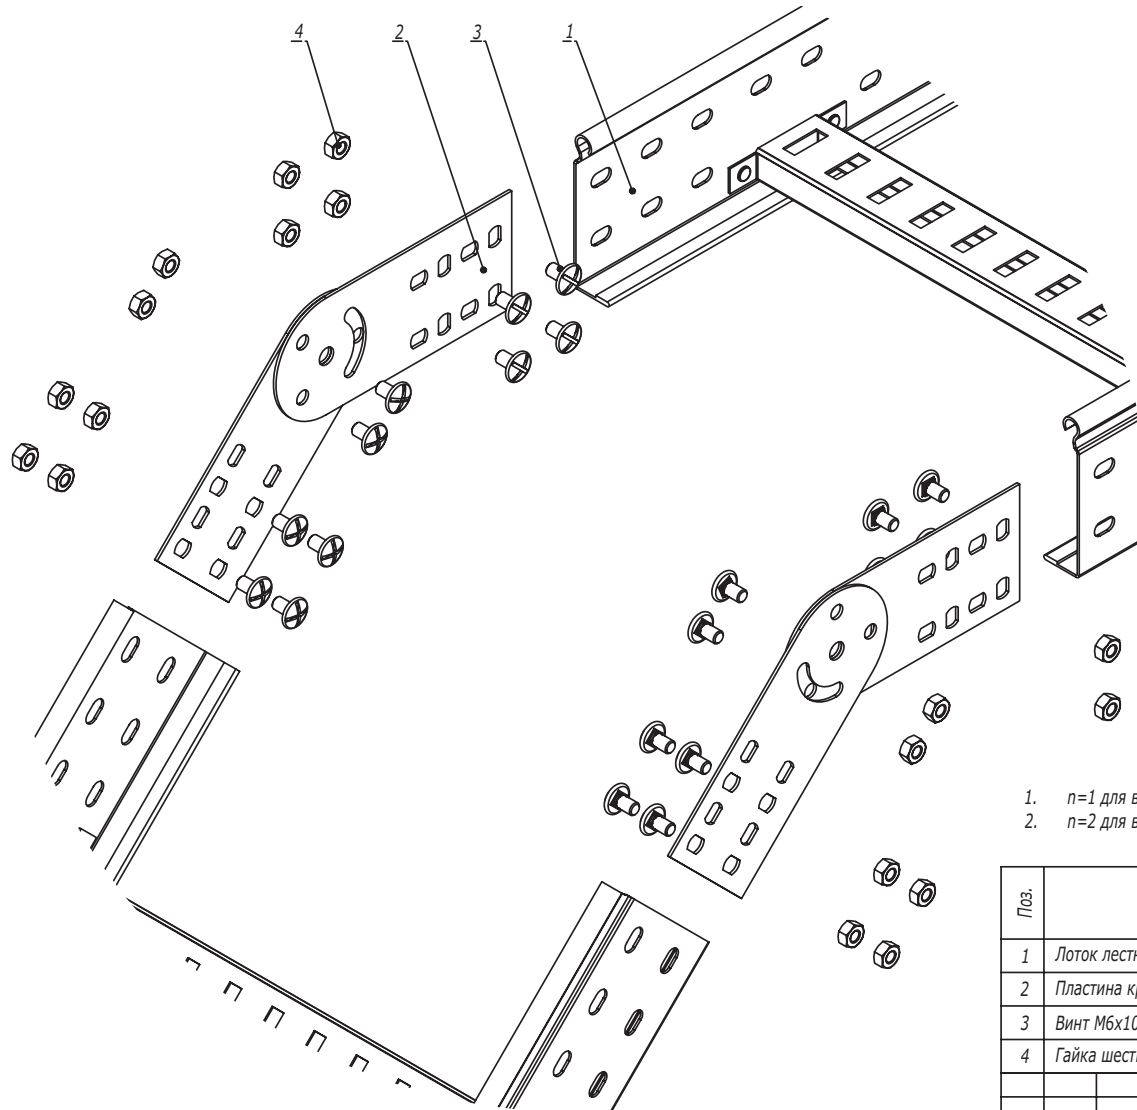 4 2 3 1
1. n=1 для в
2. n=2 для в
Поз.
1 Лоток лестн
2 Пластина кр
3 Винт М6х10
4 Гайка шест